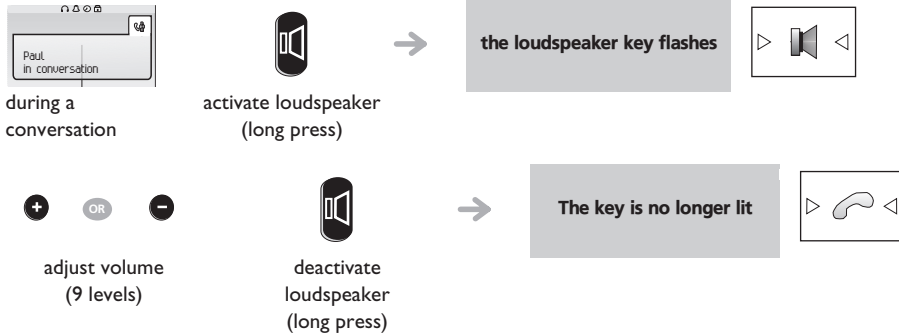 Paul
in conversation
during a
conversation
activate loudspeaker
(long press)
the loudspeaker key flashes
+
OR
-
adjust volume
(9 levels)
deactivate
loudspeaker
(long press)
The key is no longer lit